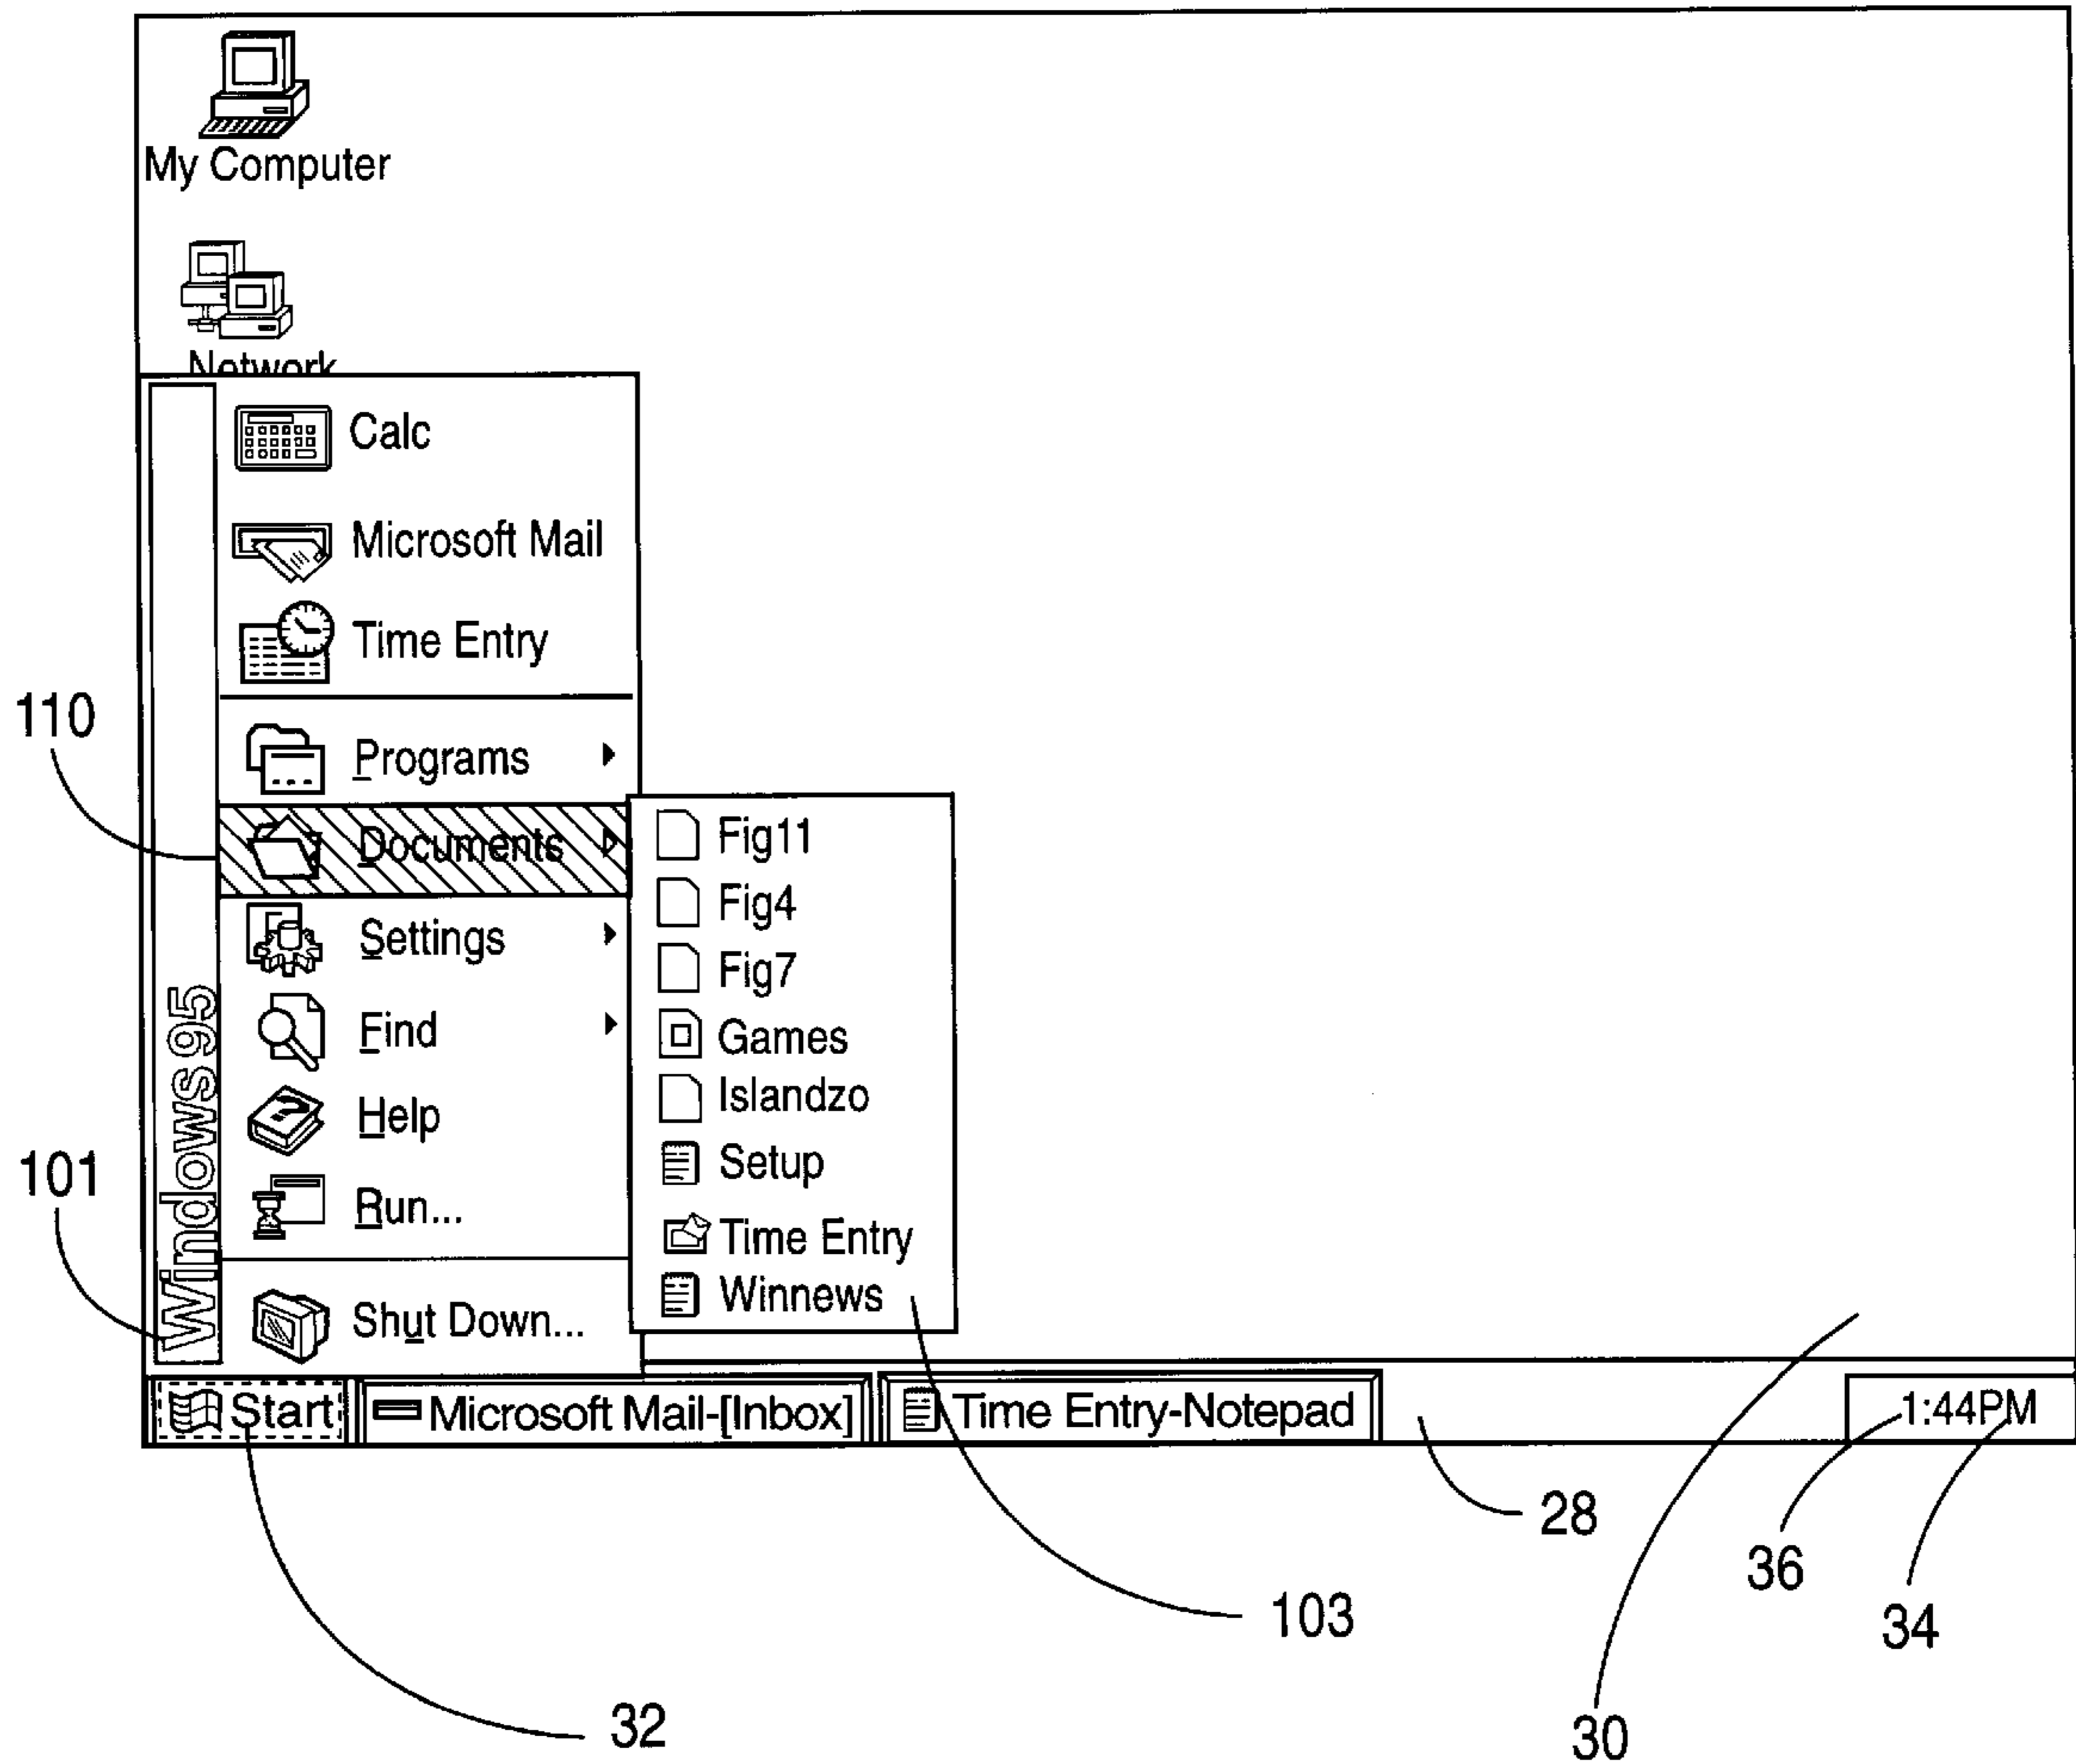 My Computer
Network
Calc
Microsoft Mail
Time Entry
110
Programs
Documents
Settings
Find
Help
Run...
Shut Down...
Windows 95
101
Fig11
Fig4
Fig7
Games
Islandzo
Setup
Time Entry
Winnews
Start
Microsoft Mail-[Inbox]
Time Entry-Notepad
1:44PM
28
36
103
34
32
30